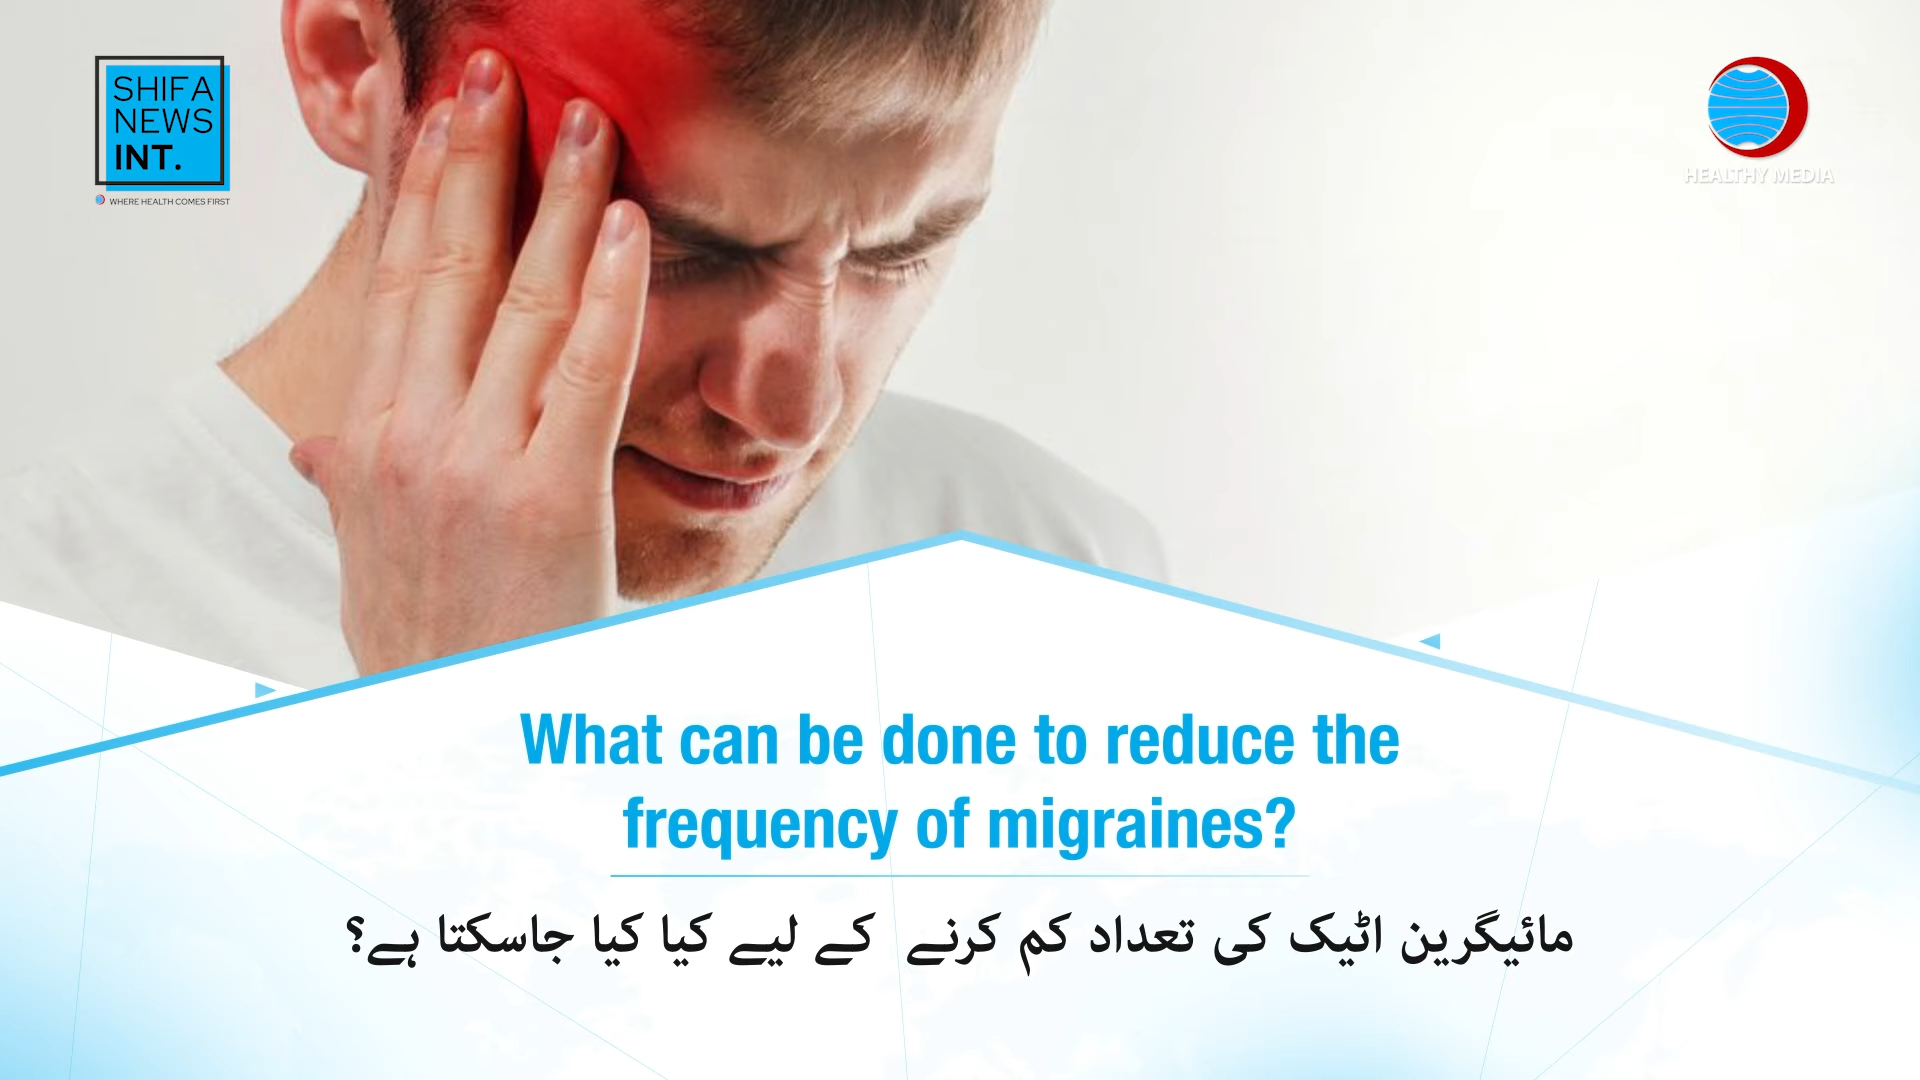 SHIFA
NEWS
INT.
WHERE HEALTH COMES FIRST
HEALTHY MEDIA
What can be done to reduce the
frequency of migraines?
مائیگرین اٹیک کی تعداد کم کرنے کے لیے کیا کیا جاسکتا ہے؟